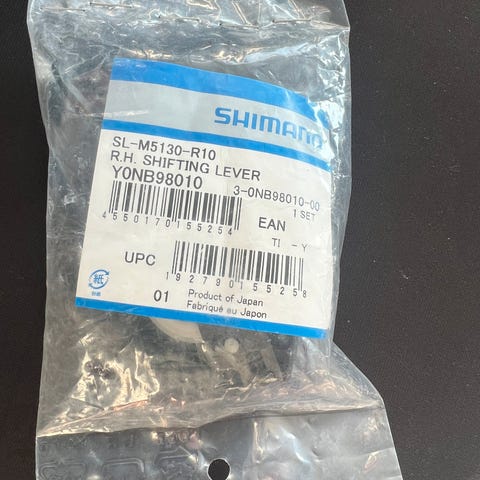 SHIMANO
SL-M5130-R10
R.H. SHIFTING LEVER
Y0NB98010
3-0NB98010-00
1 SET
4550170155254
EAN
TI - Y
UPC
192790155258
紙
01
Product of Japan
Fabriqué au Japon